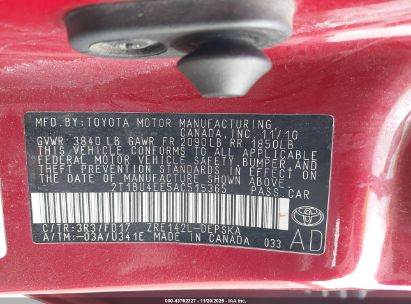 MFD.BY:TOYOTA MOTOR MANUFACTURING
CANADA, INC. 11/10
GVWR 3840 LB GAWR FR 2090LB RR 1850LB
THIS VEHICLE CONFORMS TO ALL APPLICABLE
FEDERAL MOTOR VEHICLE SAFETY, BUMPER, AND
THEFT PREVENTION STANDARDS IN EFFECT ON
THE DATE OF MANUFACTURE SHOWN ABOVE.
2T1BU4EE5AC515365 PASS.CAR
C/TR:3R3/FD17 ZRE142L-DEPSKA
A/TM:-03A/U341E MADE IN CANADA 033
AD
TOYOTA